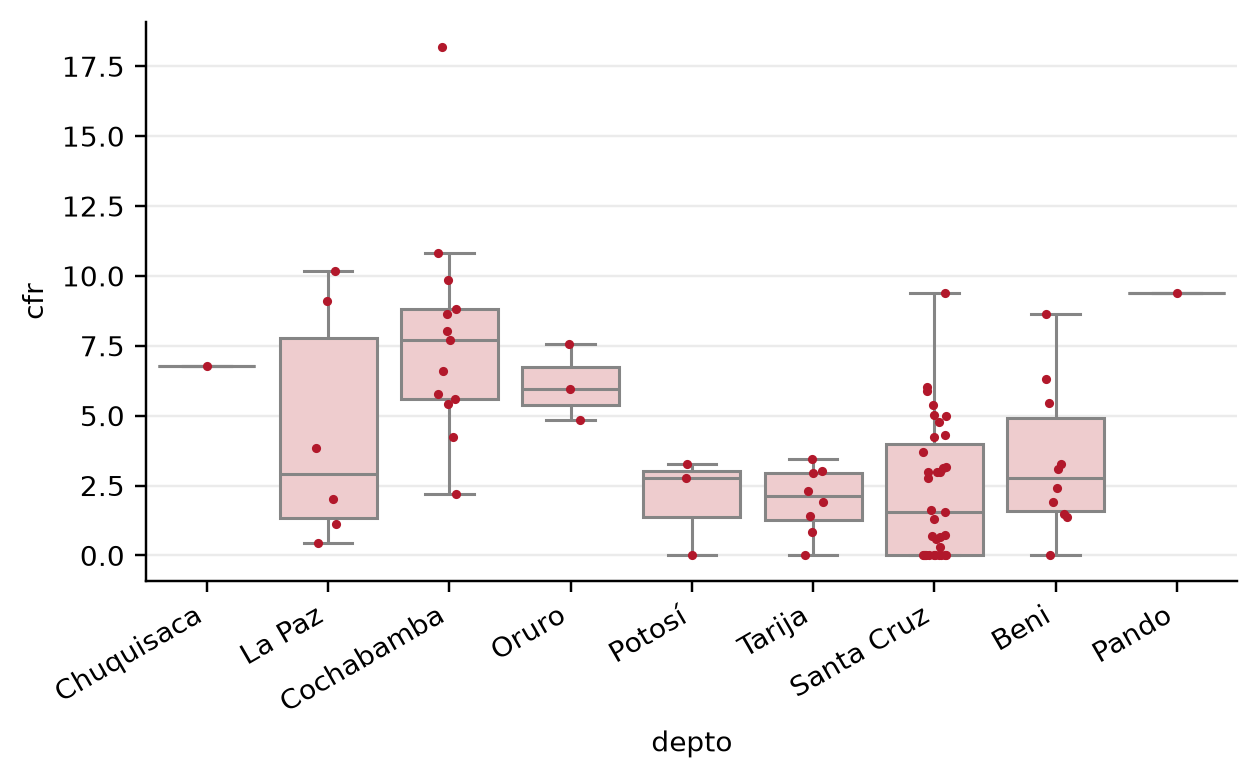 17.5
15.0
12.5
10.0
7.5
5.0
2.5
0.0
cfr
Chuquisaca
La Paz
Cochabamba
Oruro
Potosí
Tarija
Santa Cruz
Beni
Pando
depto